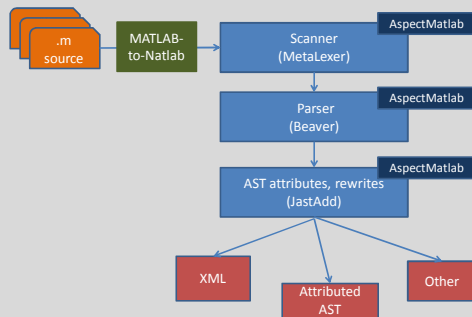 AspectMatlab
.m
source
MATLAB-
to-Natlab
Scanner
(MetaLexer)
AspectMatlab
Parser
(Beaver)
AspectMatlab
AST attributes, rewrites
(JastAdd)
XML
Attributed
AST
Other